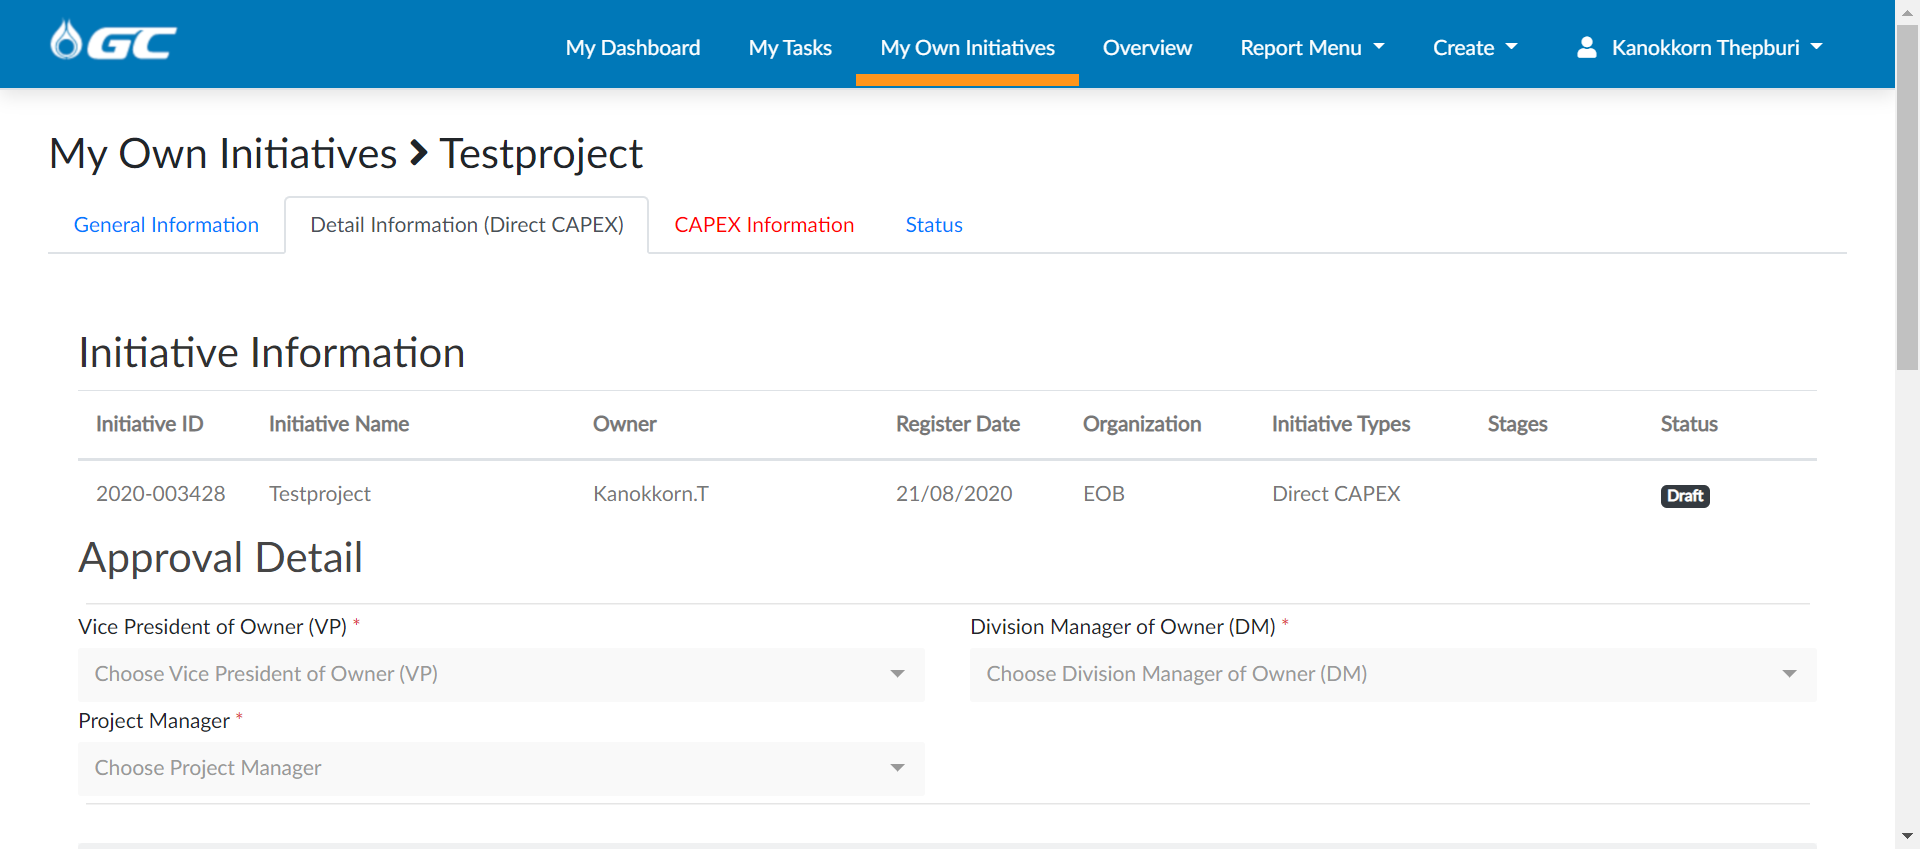 GC
My Dashboard My Tasks My Own Initiatives Overview Report Menu Create Kanokkorn Thepburi
My Own Initiatives > Testproject
General Information Detail Information (Direct CAPEX) CAPEX Information Status
Initiative Information
Initiative ID Initiative Name Owner Register Date Organization Initiative Types Stages Status
2020-003428 Testproject Kanokkorn.T 21/08/2020 EOB Direct CAPEX Draft
Approval Detail
Vice President of Owner (VP) * Division Manager of Owner (DM) *
Choose Vice President of Owner (VP) Choose Division Manager of Owner (DM)
Project Manager *
Choose Project Manager